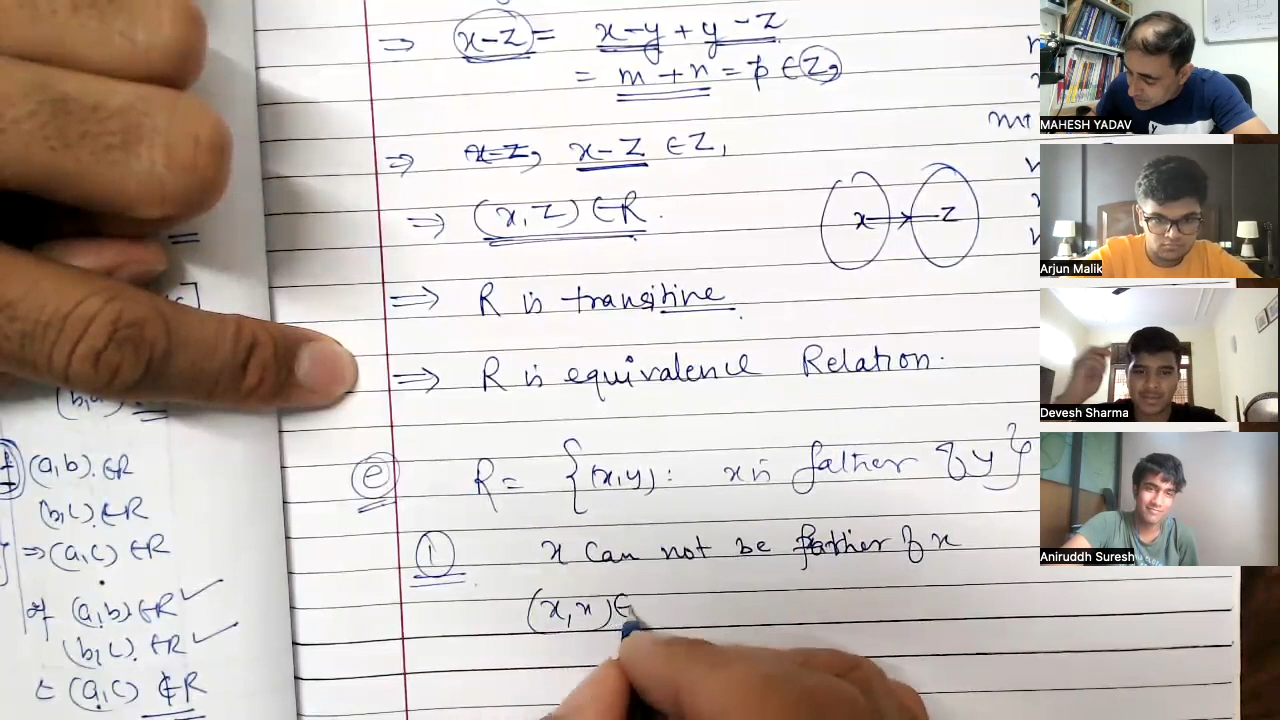 ⇒ x-z = x-y + y-z
= m+n = p ∈ Z,
⇒ x-z ∈ Z,
⇒ (x,z) ∈ R.
x → z
⇒ R is transitive.
⇒ R is equivalence Relation.
(e) R = {(x,y): x is father of y}
(1) x can not be father of x
(x,x) ∈
(a,b). ∈R
(b,c). ∈R
⇒ (a,c) ∈R
if (a,b) ∈R ✓
(b,c). ∈R ✓
(a,c) ∉R
MAHESH YADAV
Arjun Malik
Devesh Sharma
Aniruddh Suresh